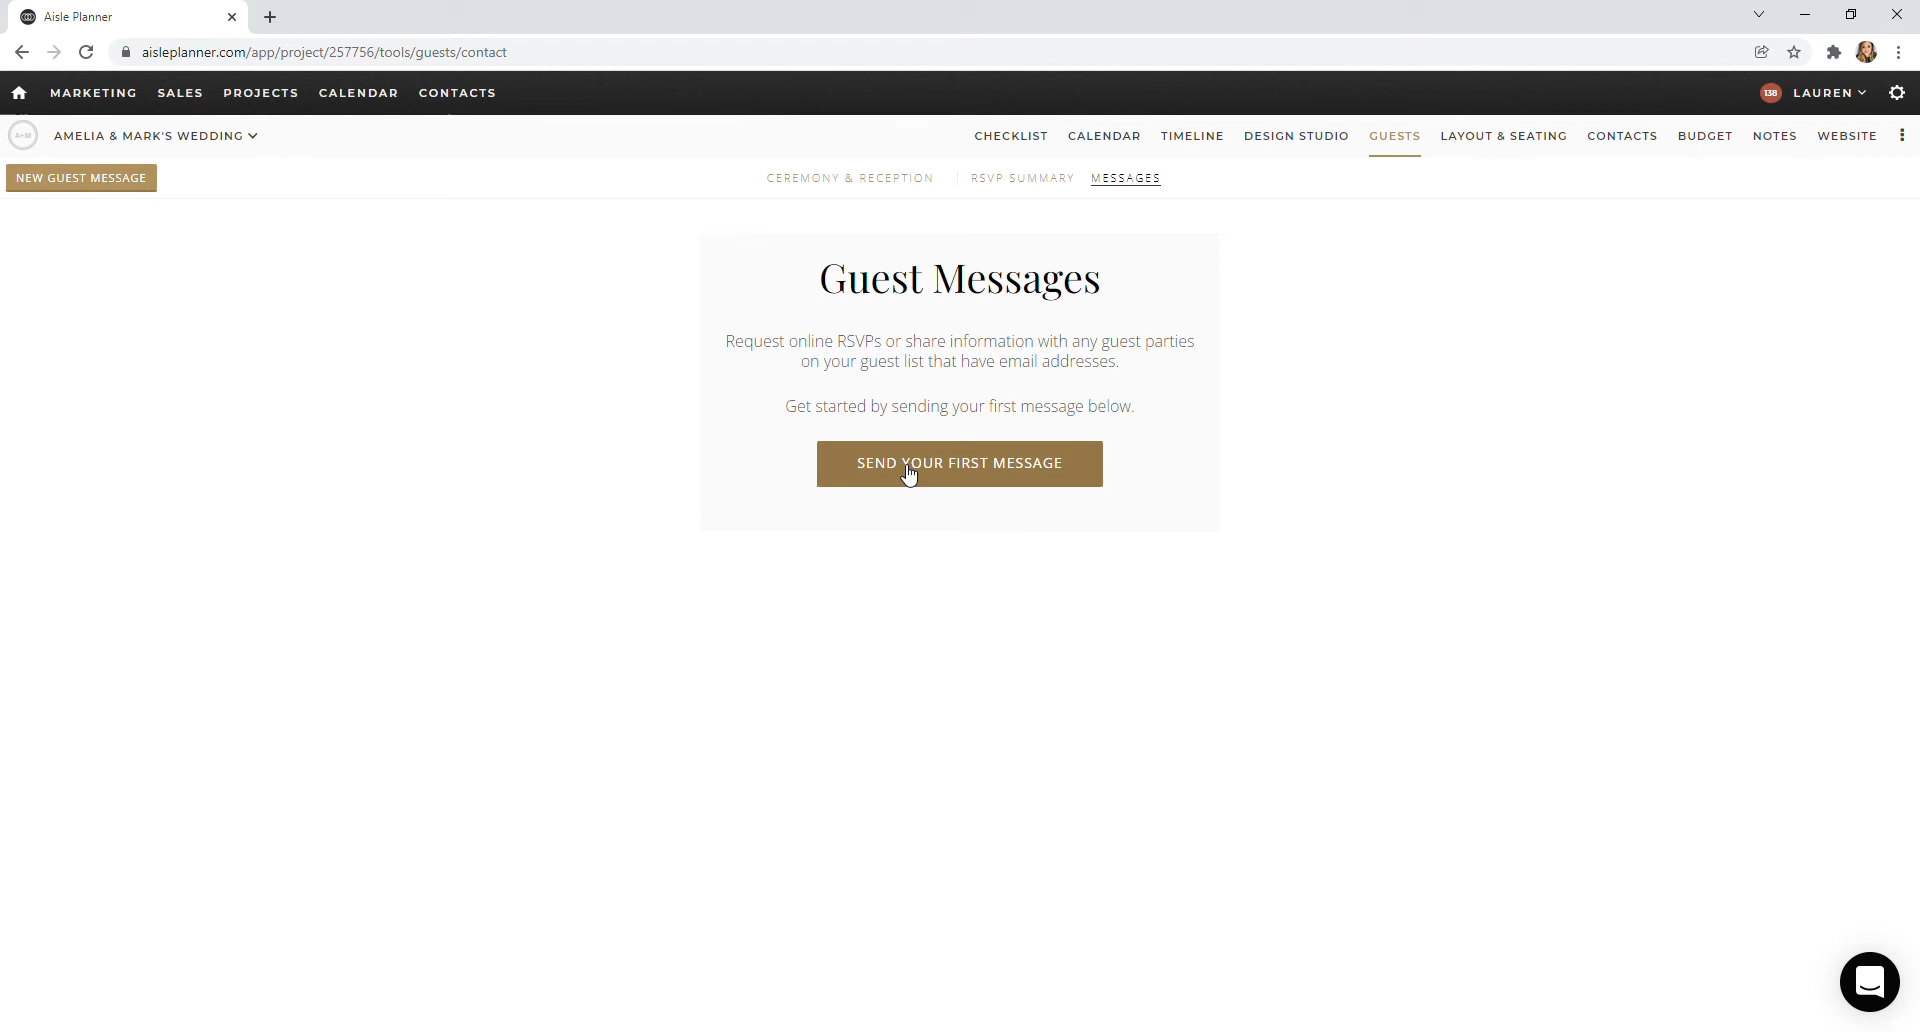 Aisle Planner
aisleplanner.com/app/project/257756/tools/guests/contact
MARKETING SALES PROJECTS CALENDAR CONTACTS
138 LAUREN
A+M AMELIA & MARK'S WEDDING
CHECKLIST CALENDAR TIMELINE DESIGN STUDIO GUESTS LAYOUT & SEATING CONTACTS BUDGET NOTES WEBSITE
NEW GUEST MESSAGE
CEREMONY & RECEPTION RSVP SUMMARY MESSAGES
Guest Messages
Request online RSVPs or share information with any guest parties
on your guest list that have email addresses.
Get started by sending your first message below.
SEND YOUR FIRST MESSAGE